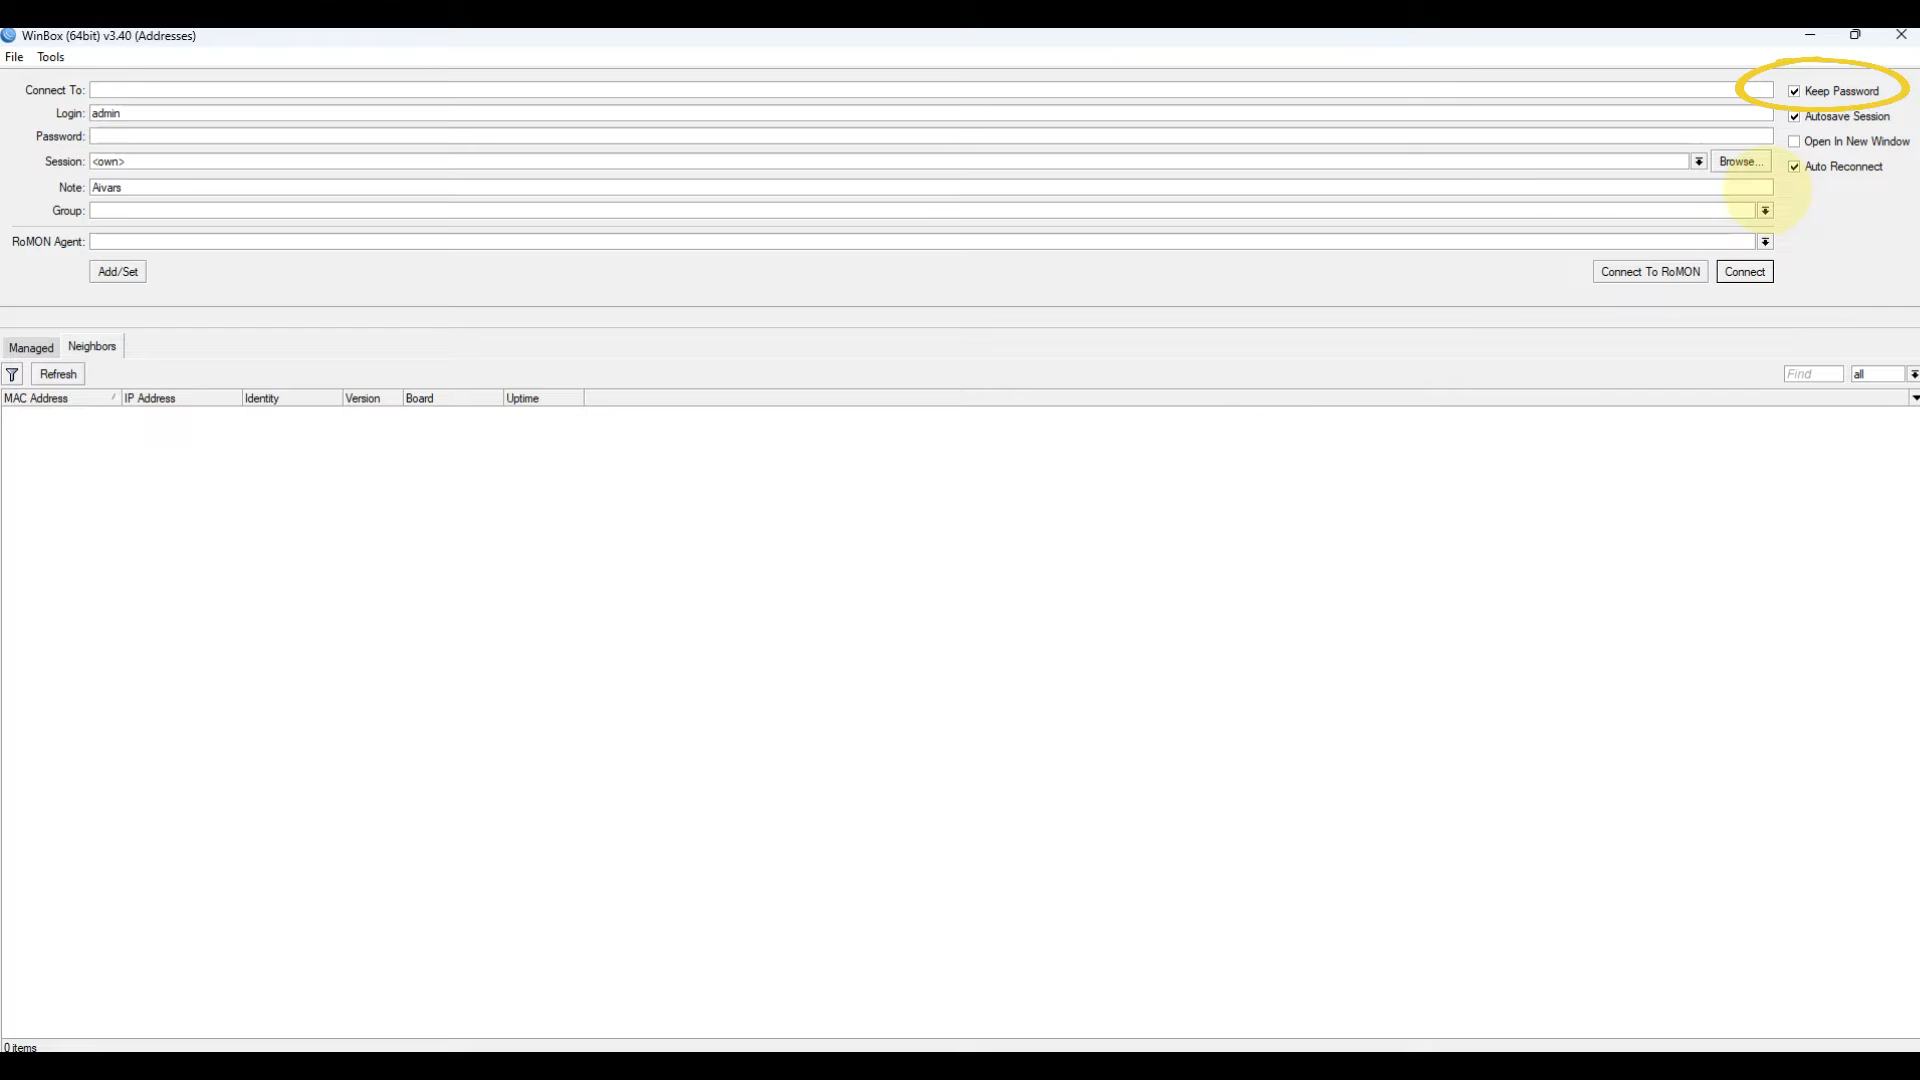 WinBox (64bit) v3.40 (Addresses)
File Tools
Connect To:
Keep Password
Login: admin
Autosave Session
Password:
Open In New Window
Session: <own> Browse...
Auto Reconnect
Note: Aivars
Group:
RoMON Agent:
Add/Set Connect To RoMON Connect
Managed Neighbors
Refresh Find all
MAC Address IP Address Identity Version Board Uptime
0 items